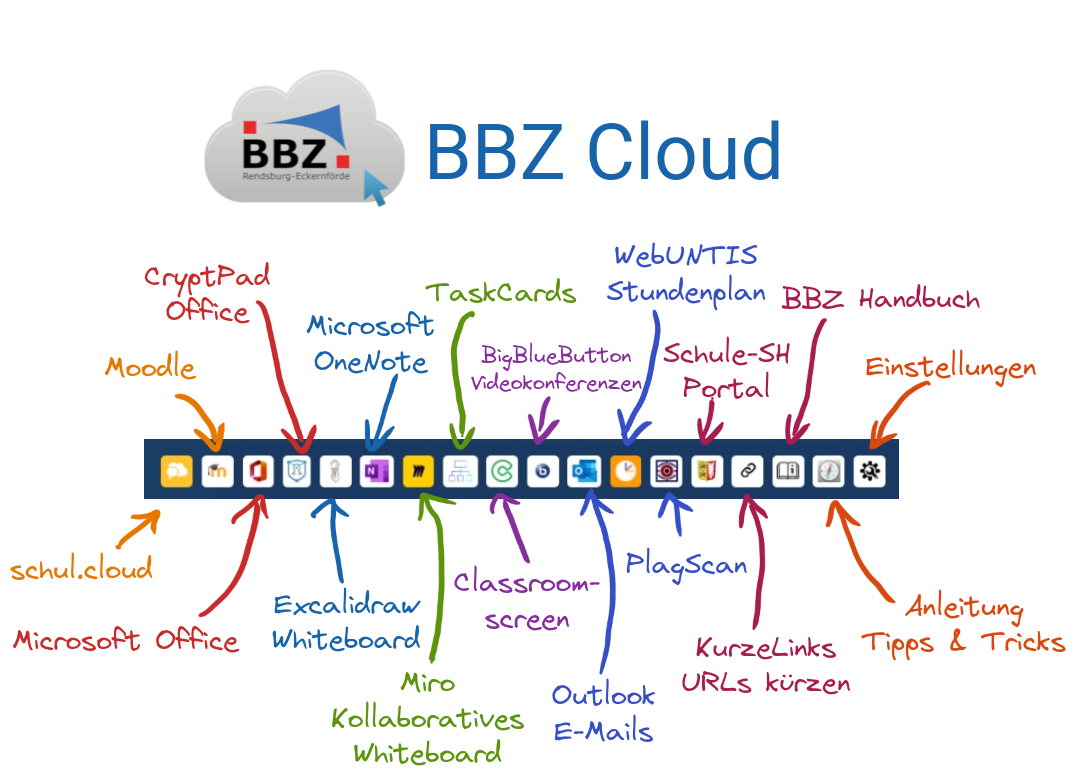 BBZ
Rendsburg-Eckernförde
BBZ Cloud
CryptPad
Office
Moodle
Microsoft
OneNote
TaskCards
BigBlueButton
Videokonferenzen
WebUNTIS
Stundenplan
Schule-SH
Portal
BBZ Handbuch
Einstellungen
schul.cloud
Microsoft Office
Excalidraw
Whiteboard
Miro
Kollaboratives
Whiteboard
Classroom-
screen
Outlook
E-Mails
PlagScan
KurzeLinks
URLs kürzen
Anleitung
Tipps & Tricks